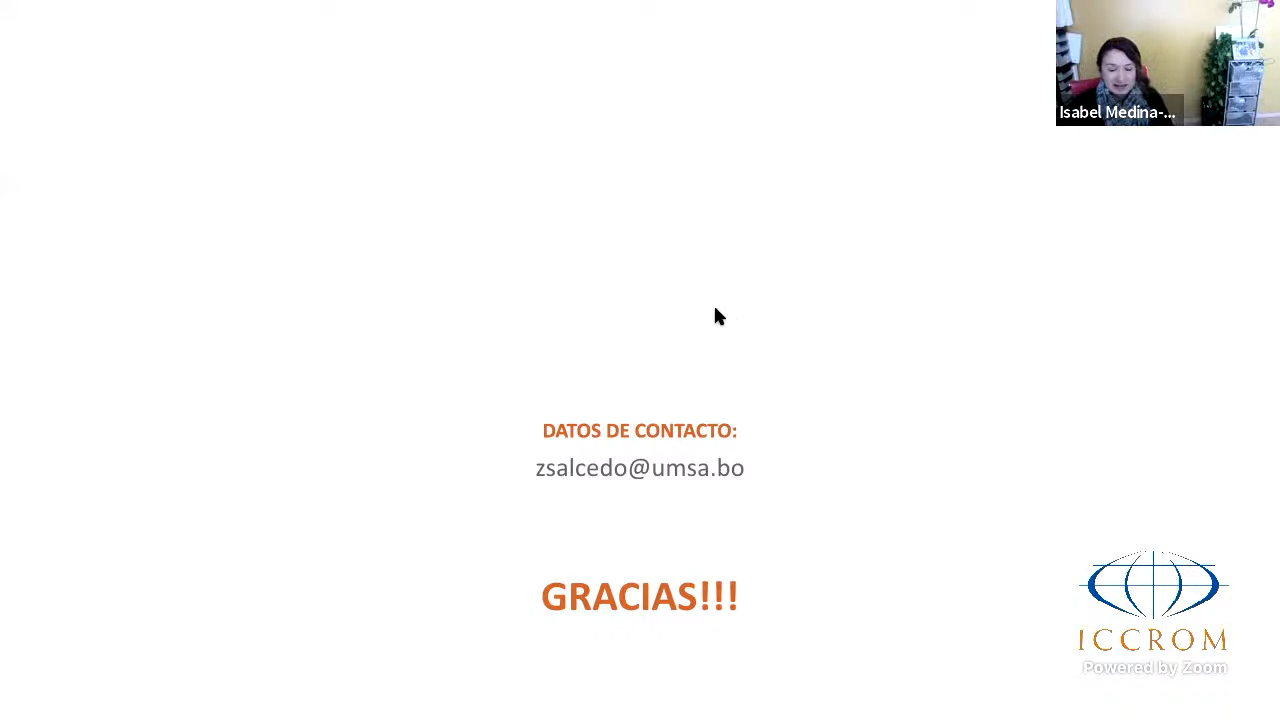 Isabel Medina-...
DATOS DE CONTACTO:
zsalcedo@umsa.bo
GRACIAS!!!
ICCROM
Powered by Zoom